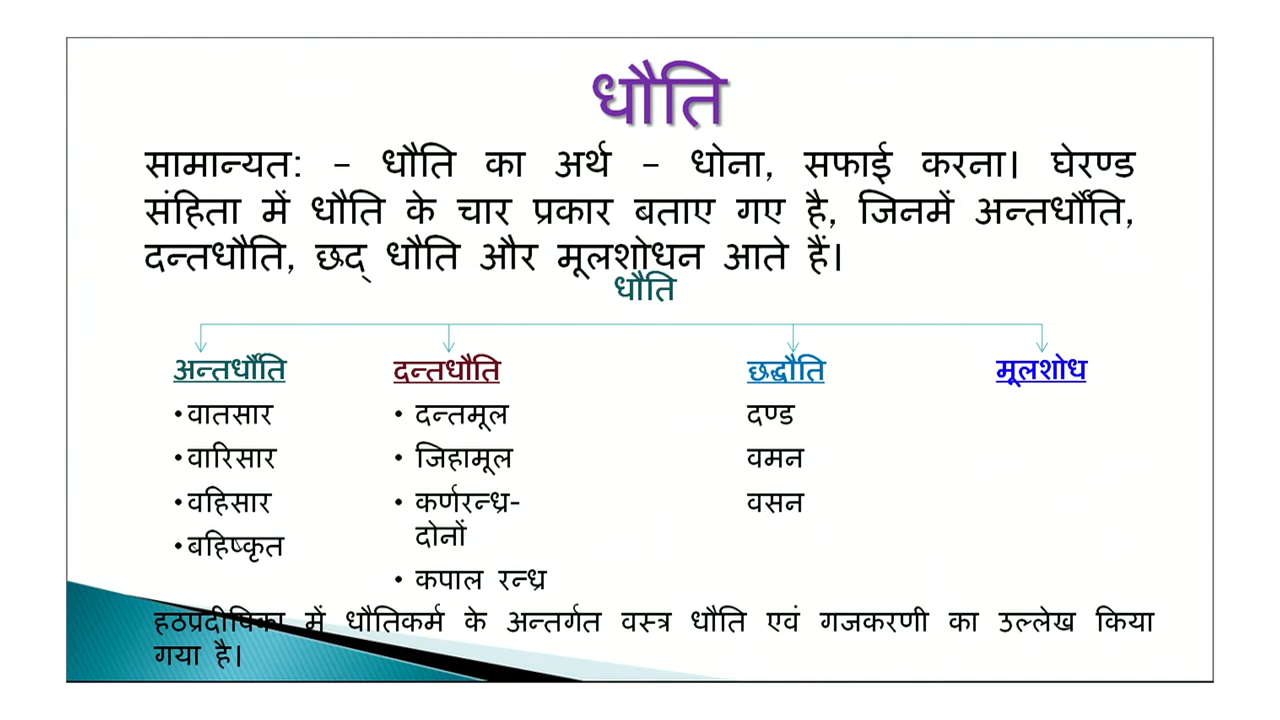 धौति
सामान्यत: – धौति का अर्थ – धोना, सफाई करना। घेरण्ड
संहिता में धौति के चार प्रकार बताए गए है, जिनमें अन्तर्धौति,
दन्तधौति, छद् धौति और मूलशोधन आते हैं।
धौति
अन्तर्धौति
• वातसार
• वारिसार
• वहिसार
• बहिष्कृत
दन्तधौति
• दन्तमूल
• जिहामूल
• कर्णरन्ध्र-
दोनों
• कपाल रन्ध्र
छद्धौति
दण्ड
वमन
वसन
मूलशोध
हठप्रदीपिका में धौतिकर्म के अन्तर्गत वस्त्र धौति एवं गजकरणी का उल्लेख किया
गया है।